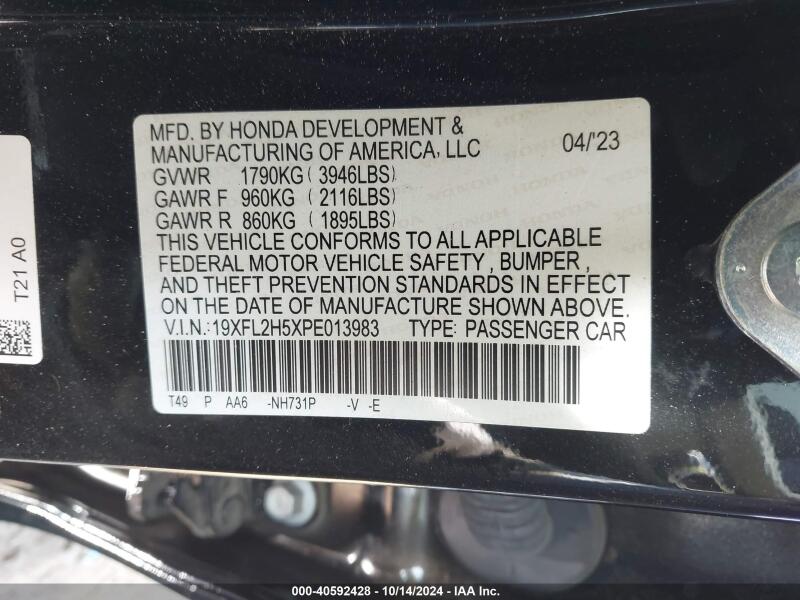 MFD. BY HONDA DEVELOPMENT &
MANUFACTURING OF AMERICA, LLC 04/'23
GVWR 1790KG ( 3946LBS)
GAWR F 960KG ( 2116LBS)
GAWR R 860KG ( 1895LBS)
THIS VEHICLE CONFORMS TO ALL APPLICABLE
FEDERAL MOTOR VEHICLE SAFETY , BUMPER ,
AND THEFT PREVENTION STANDARDS IN EFFECT
ON THE DATE OF MANUFACTURE SHOWN ABOVE.
V.I.N.:19XFL2H5XPE013983 TYPE: PASSENGER CAR
T49 P AA6 -NH731P -V -E
T21 A0
000-40592428 - 10/14/2024 - IAA Inc.